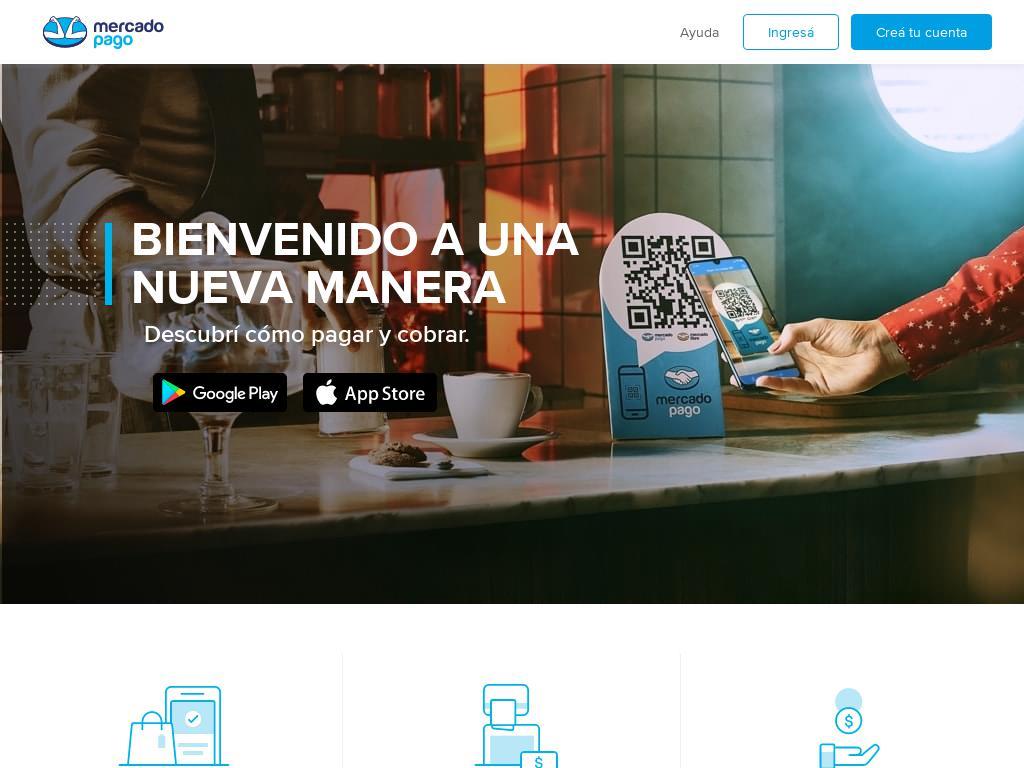 mercado
pago
Ayuda
Ingresá
Creá tu cuenta
BIENVENIDO A UNA
NUEVA MANERA
Descubrí cómo pagar y cobrar.
Google Play
App Store
mercado
pago